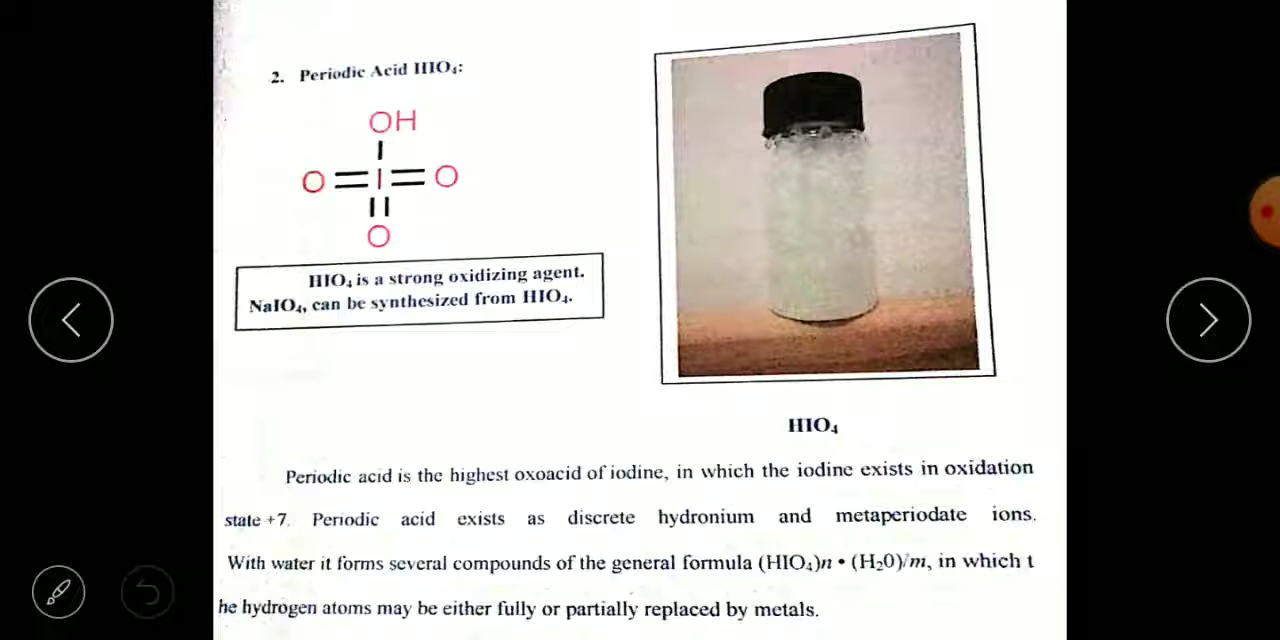 2. Periodic Acid HIO₄:
OH
O=I=O
O
HIO₄ is a strong oxidizing agent.
NaIO₄, can be synthesized from HIO₄.
HIO₄
Periodic acid is the highest oxoacid of iodine, in which the iodine exists in oxidation
state +7. Periodic acid exists as discrete hydronium and metaperiodate ions.
With water it forms several compounds of the general formula (HIO₄)n • (H₂0)/m, in which t
he hydrogen atoms may be either fully or partially replaced by metals.